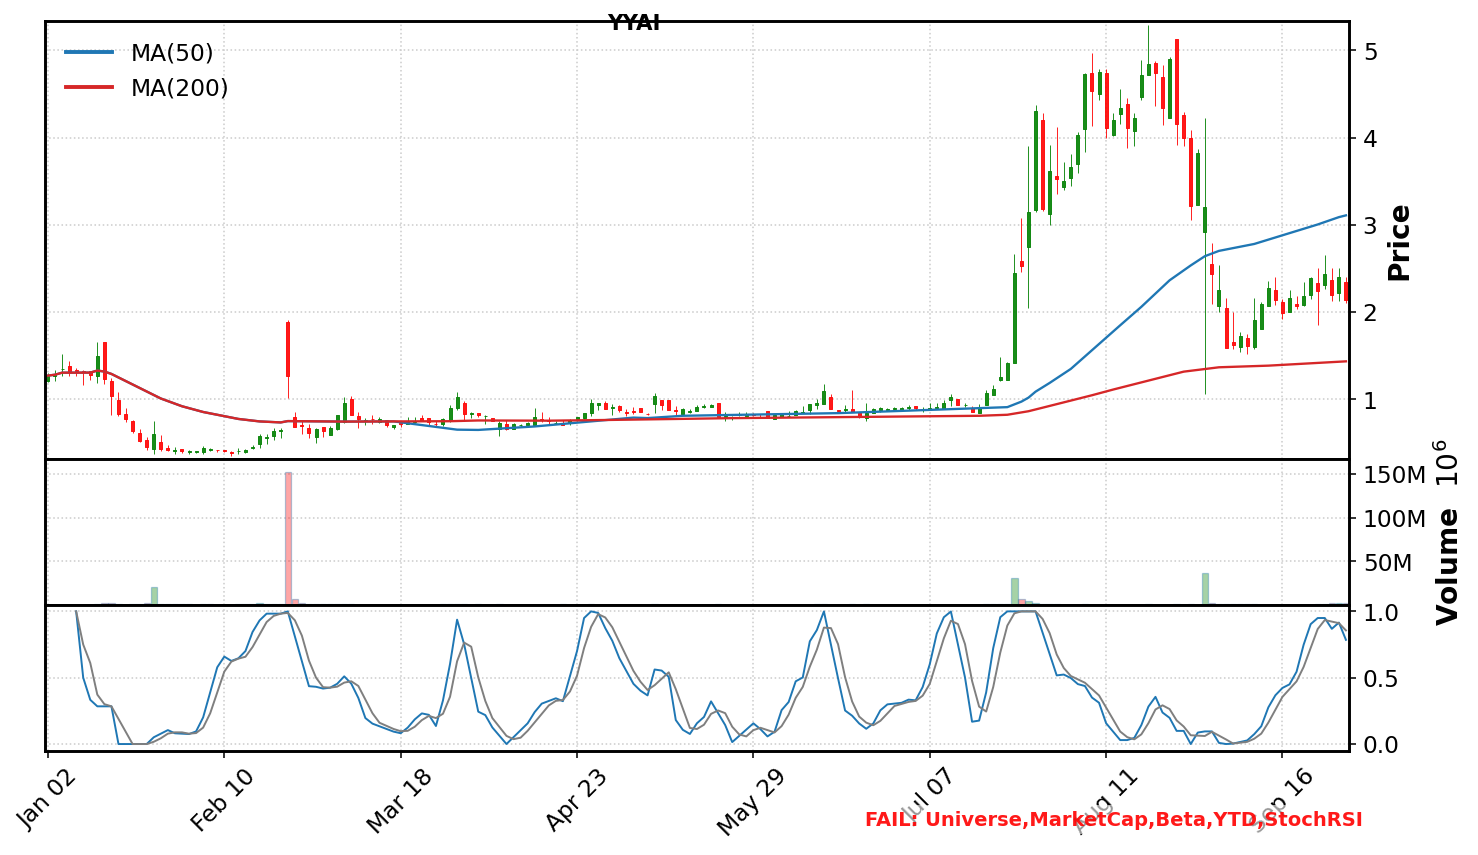 YYAI
MA(50)
MA(200)
5
4
3
2
1
Price
150M
100M
50M
Volume 10^6
1.0
0.5
0.0
Jan 02
Feb 10
Mar 18
Apr 23
May 29
Jul 07
Aug 11
Sep 16
FAIL: Universe,MarketCap,Beta,YTD,StochRSI